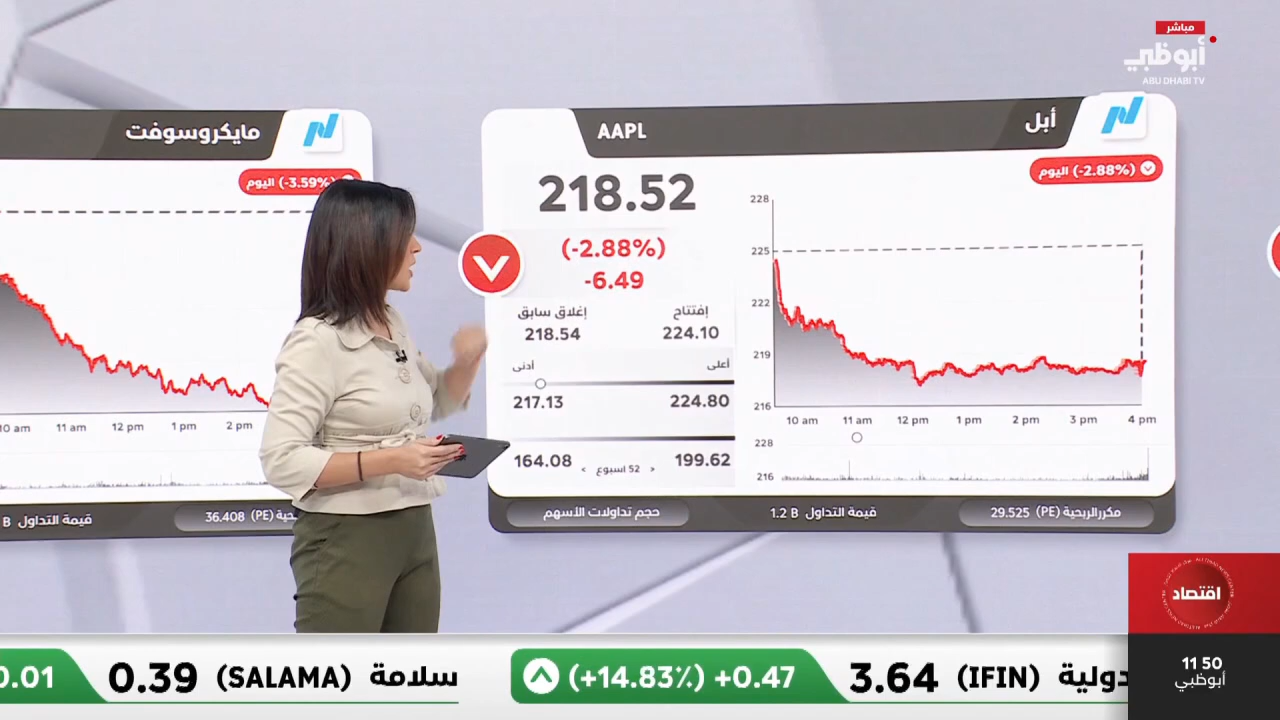 مباشر
أبوظبي
ABU DHABI TV
أبل
AAPL
(-2.88%) اليوم
218.52
(-2.88%)
-6.49
إفتتاح
إغلاق سابق
224.10
218.54
أعلى
أدنى
224.80
217.13
199.62
< 52 اسبوع >
164.08
228
225
222
219
216
10 am
11 am
12 pm
1 pm
2 pm
3 pm
4 pm
228
216
مكررالربحية (PE) 29.525
قيمة التداول 1.2 B
حجم تداولات الأسهم
مايكروسوفت
(-3.59%) اليوم
11 am
12 pm
1 pm
2 pm
(PE) 36.408
قيمة التداول B
اقتصاد
11 50
أبوظبي
(IFIN) 3.64
(+14.83٪) +0.47
سلامة (SALAMA) 0.39